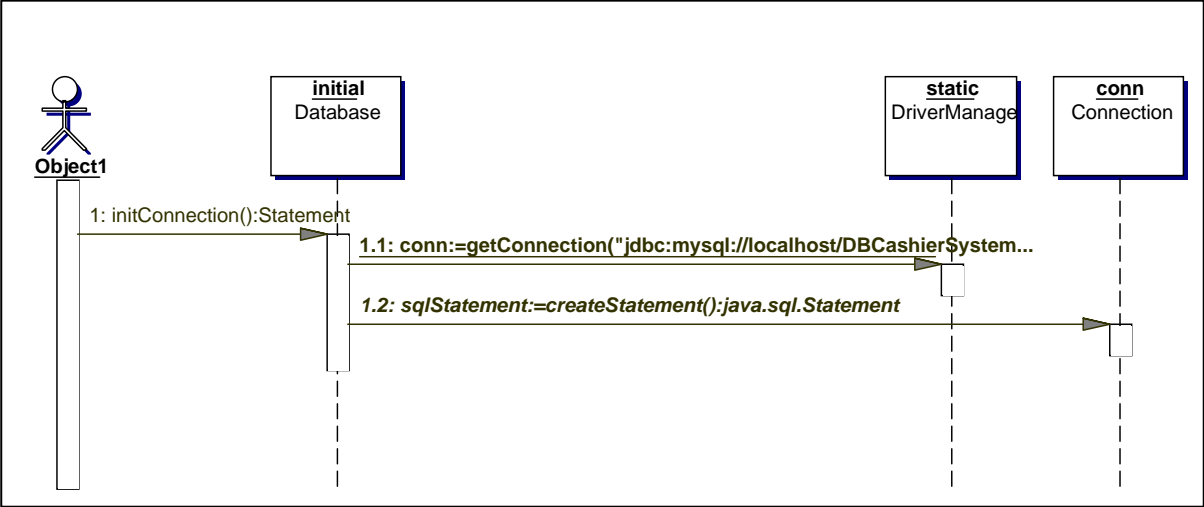 initial
Database
static
DriverManage
conn
Connection
Object1
1: initConnection():Statement
1.1: conn:=getConnection("jdbc:mysql://localhost/DBCashierSystem...
1.2: sqlStatement:=createStatement():java.sql.Statement